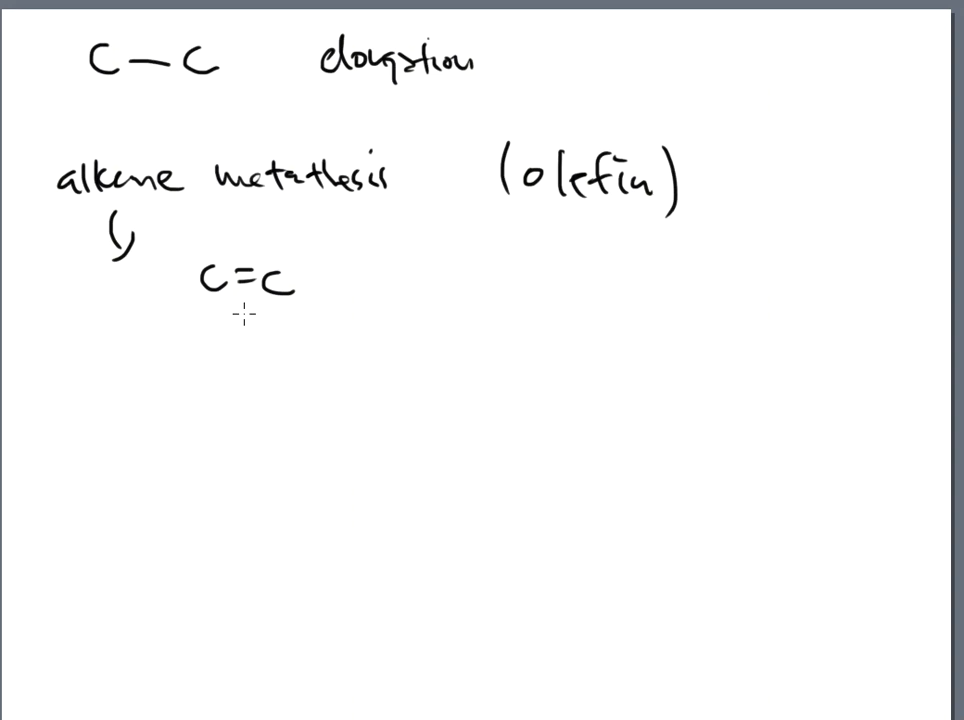 C — C elongation
alkene metathesis (olefin)
C=C